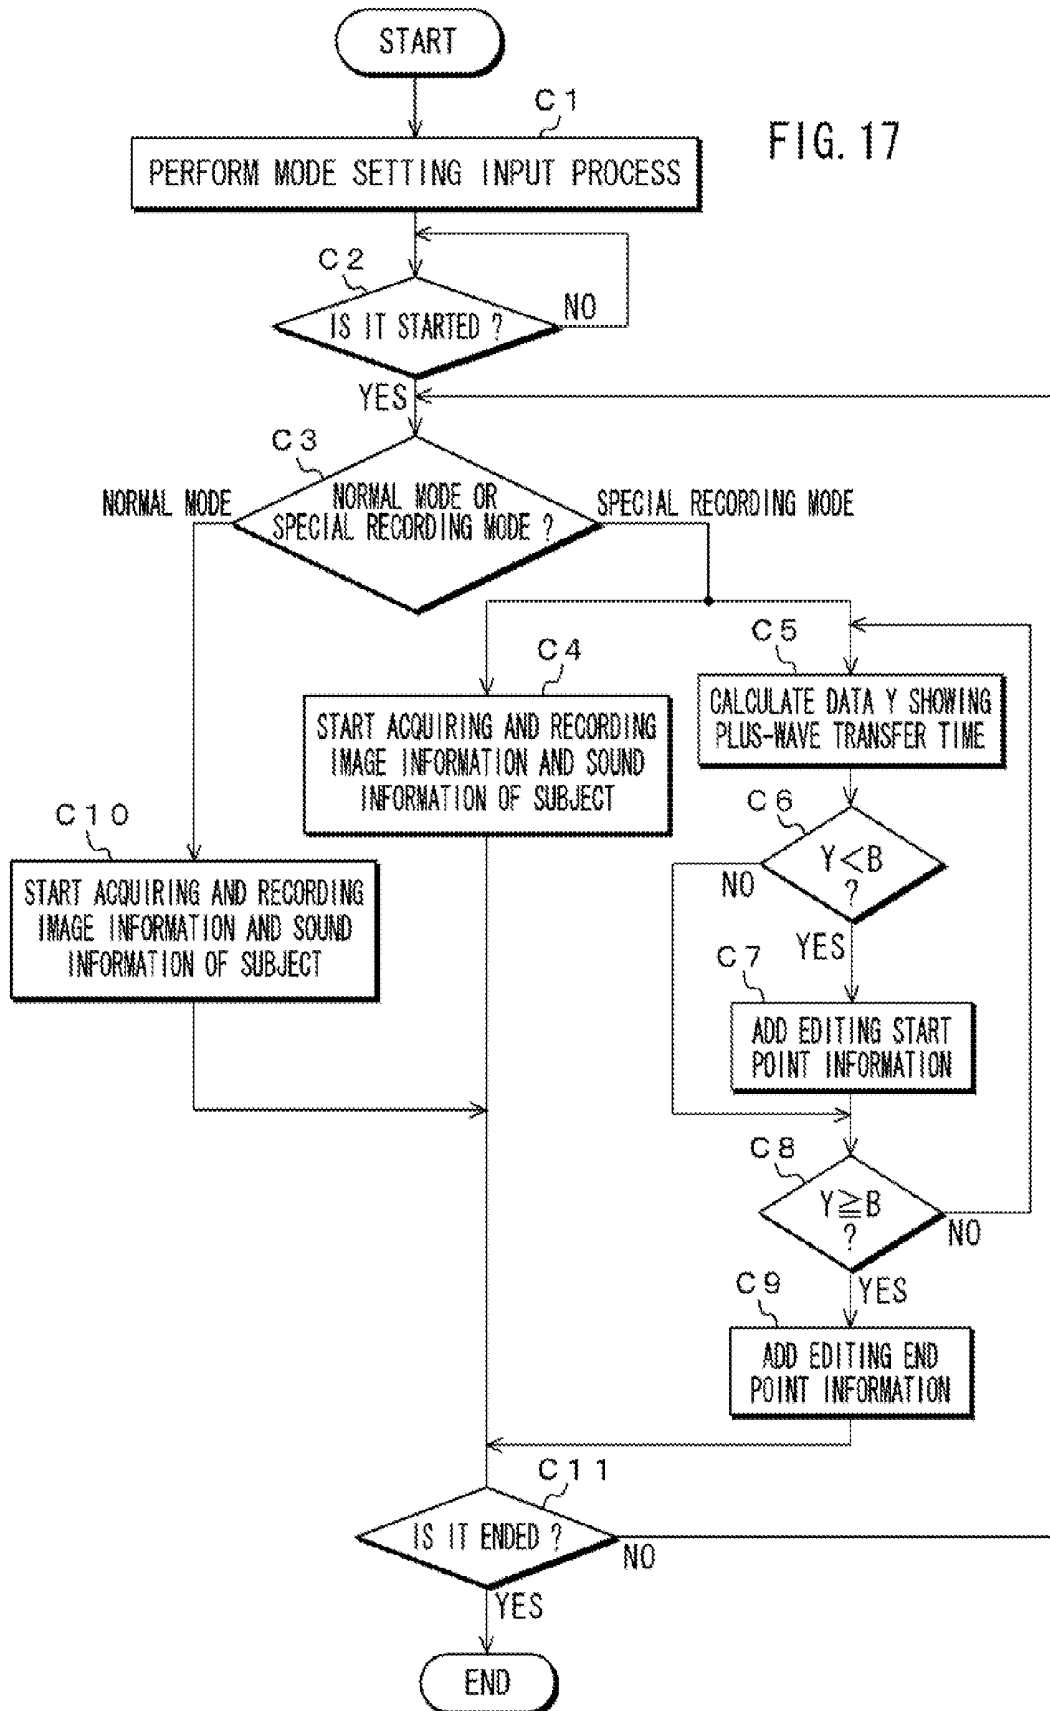 START
FIG. 17
C1
PERFORM MODE SETTING INPUT PROCESS
C2
IS IT STARTED ?
NO
YES
C3
NORMAL MODE
NORMAL MODE OR
SPECIAL RECORDING MODE ?
SPECIAL RECORDING MODE
C4
START ACQUIRING AND RECORDING
IMAGE INFORMATION AND SOUND
INFORMATION OF SUBJECT
C5
CALCULATE DATA Y SHOWING
PLUS-WAVE TRANSFER TIME
C6
Y<B
?
NO
YES
C10
START ACQUIRING AND RECORDING
IMAGE INFORMATION AND SOUND
INFORMATION OF SUBJECT
C7
ADD EDITING START
POINT INFORMATION
C8
Y≧B
?
NO
YES
C9
ADD EDITING END
POINT INFORMATION
C11
IS IT ENDED ?
NO
YES
END